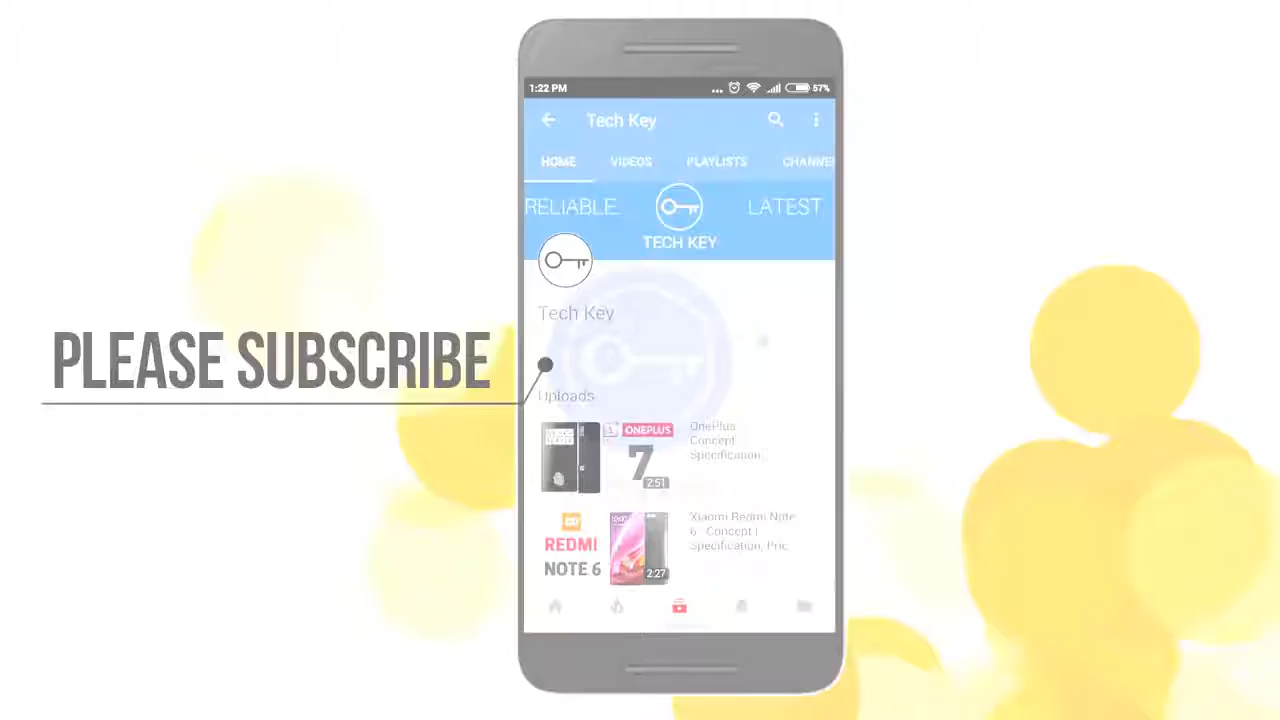 1:22 PM
57%
Tech Key
HOME VIDEOS PLAYLISTS CHANNE
RELIABLE LATEST
TECH KEY
Tech Key
PLEASE SUBSCRIBE
Uploads
ONEPLUS
7
2:51
OnePlus
Concept
Specification,
REDMI
NOTE 6
2:27
Xiaomi Redmi Note
6 - Concept |
Specification, Pric